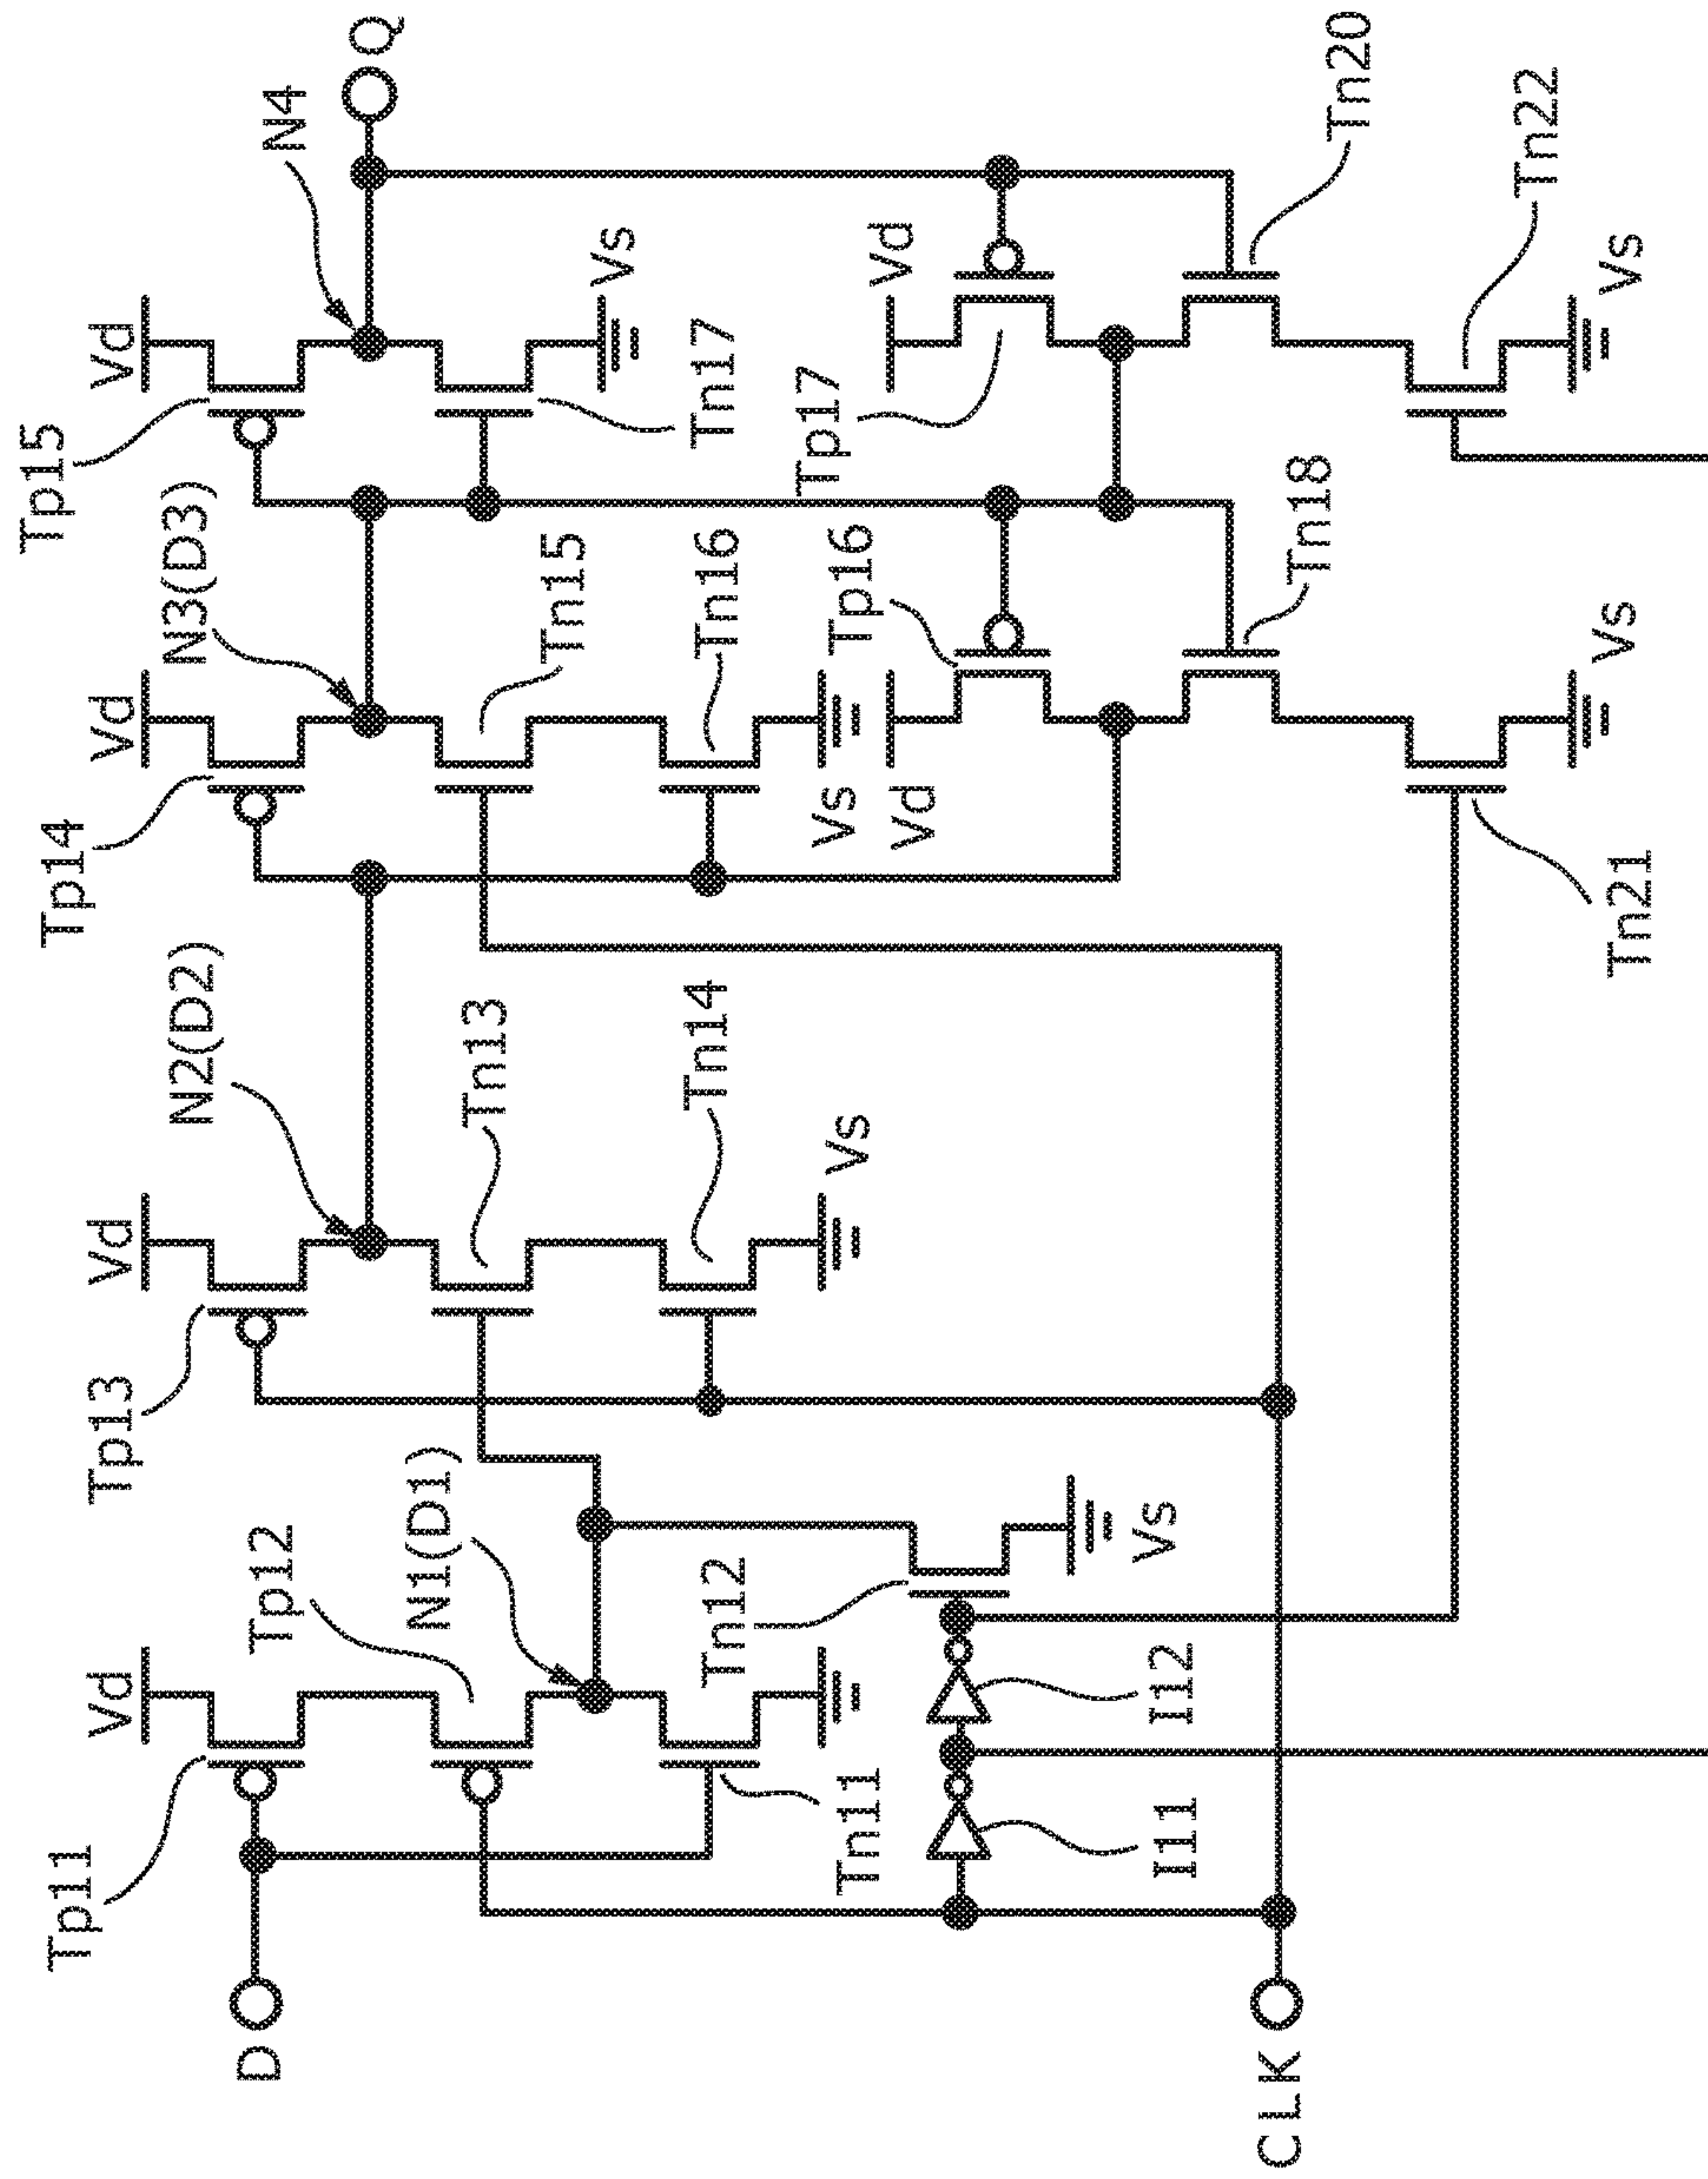 D
CLK
Tp11
Vd
Tp12
N1(D1)
Tn11
Tn12
Vs
I11
I12
Tp13
Vd
N2(D2)
Tn13
Tn14
Vs
Tp14
Vd
N3(D3)
Tn15
Tn16
Vs
Vd
Tp16
Tn18
Tn21
Vs
Tp15
Vd
N4
Q
Tn17
Vs
Tp17
Vd
Tn20
Tn22
Vs